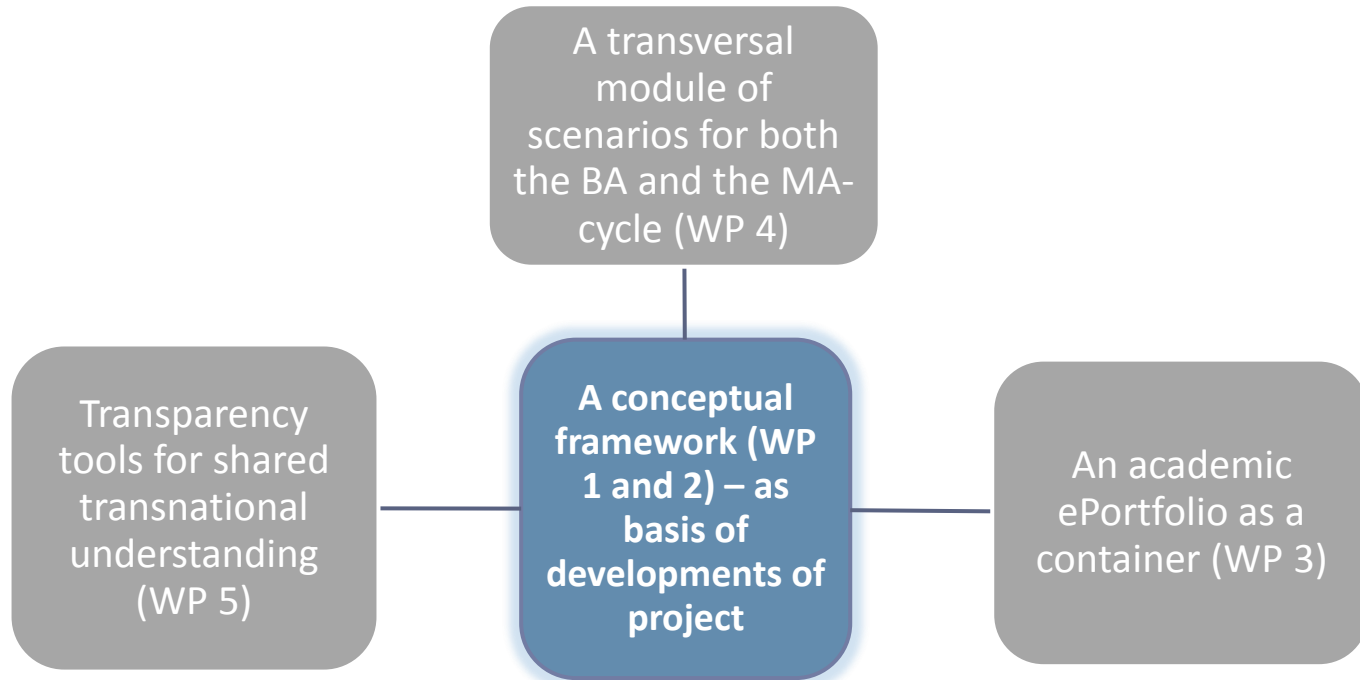 A transversal
module of
scenarios for both
the BA and the MA-
cycle (WP 4)
Transparency
tools for shared
transnational
understanding
(WP 5)
A conceptual
framework (WP
1 and 2) – as
basis of
developments of
project
An academic
ePortfolio as a
container (WP 3)